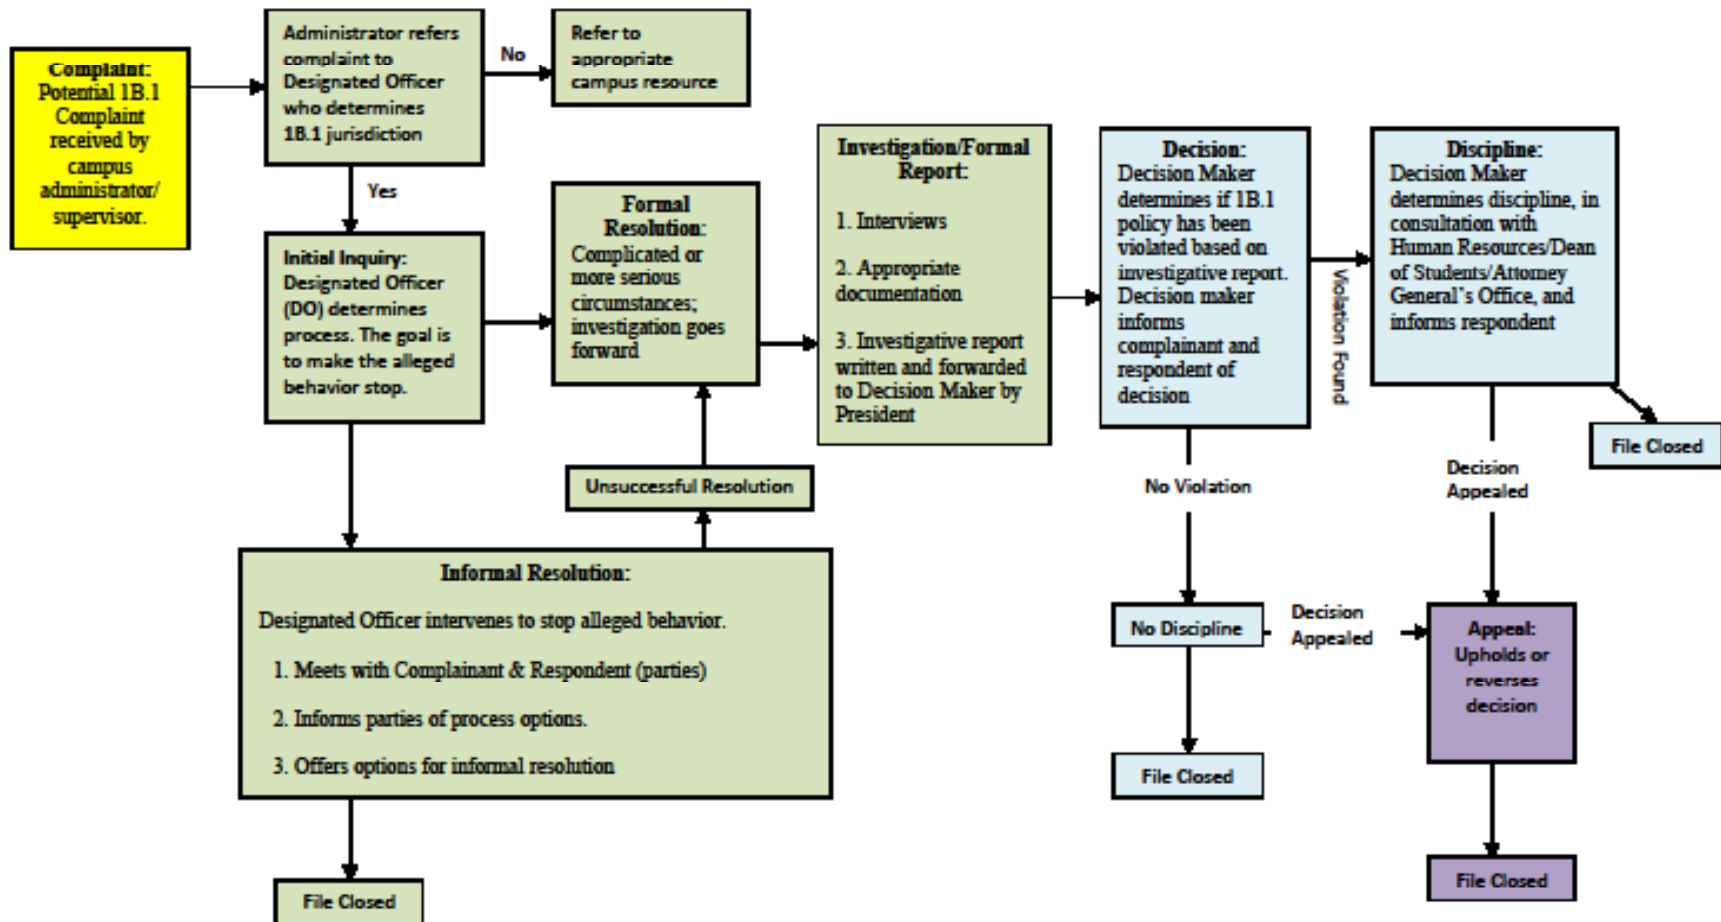 Complaint:
Potential 1B.1
Complaint
received by
campus
administrator/
supervisor.
Administrator refers
complaint to
Designated Officer
who determines
1B.1 jurisdiction
No
Refer to
appropriate
campus resource
Yes
Initial Inquiry:
Designated Officer
(DO) determines
process. The goal is
to make the alleged
behavior stop.
Formal
Resolution:
Complicated or
more serious
circumstances;
investigation goes
forward
Unsuccessful Resolution
Informal Resolution:
Designated Officer intervenes to stop alleged behavior.
1. Meets with Complainant & Respondent (parties)
2. Informs parties of process options.
3. Offers options for informal resolution
File Closed
Investigation/Formal
Report:
1. Interviews
2. Appropriate
documentation
3. Investigative report
written and forwarded
to Decision Maker by
President
Decision:
Decision Maker
determines if 1B.1
policy has been
violated based on
investigative report.
Decision maker
informs
complainant and
respondent of
decision
Violation Found
Discipline:
Decision Maker
determines discipline, in
consultation with
Human Resources/Dean
of Students/Attorney
General's Office, and
informs respondent
File Closed
No Violation
Decision
Appealed
No Discipline
Decision
Appealed
Appeal:
Upholds or
reverses
decision
File Closed
File Closed